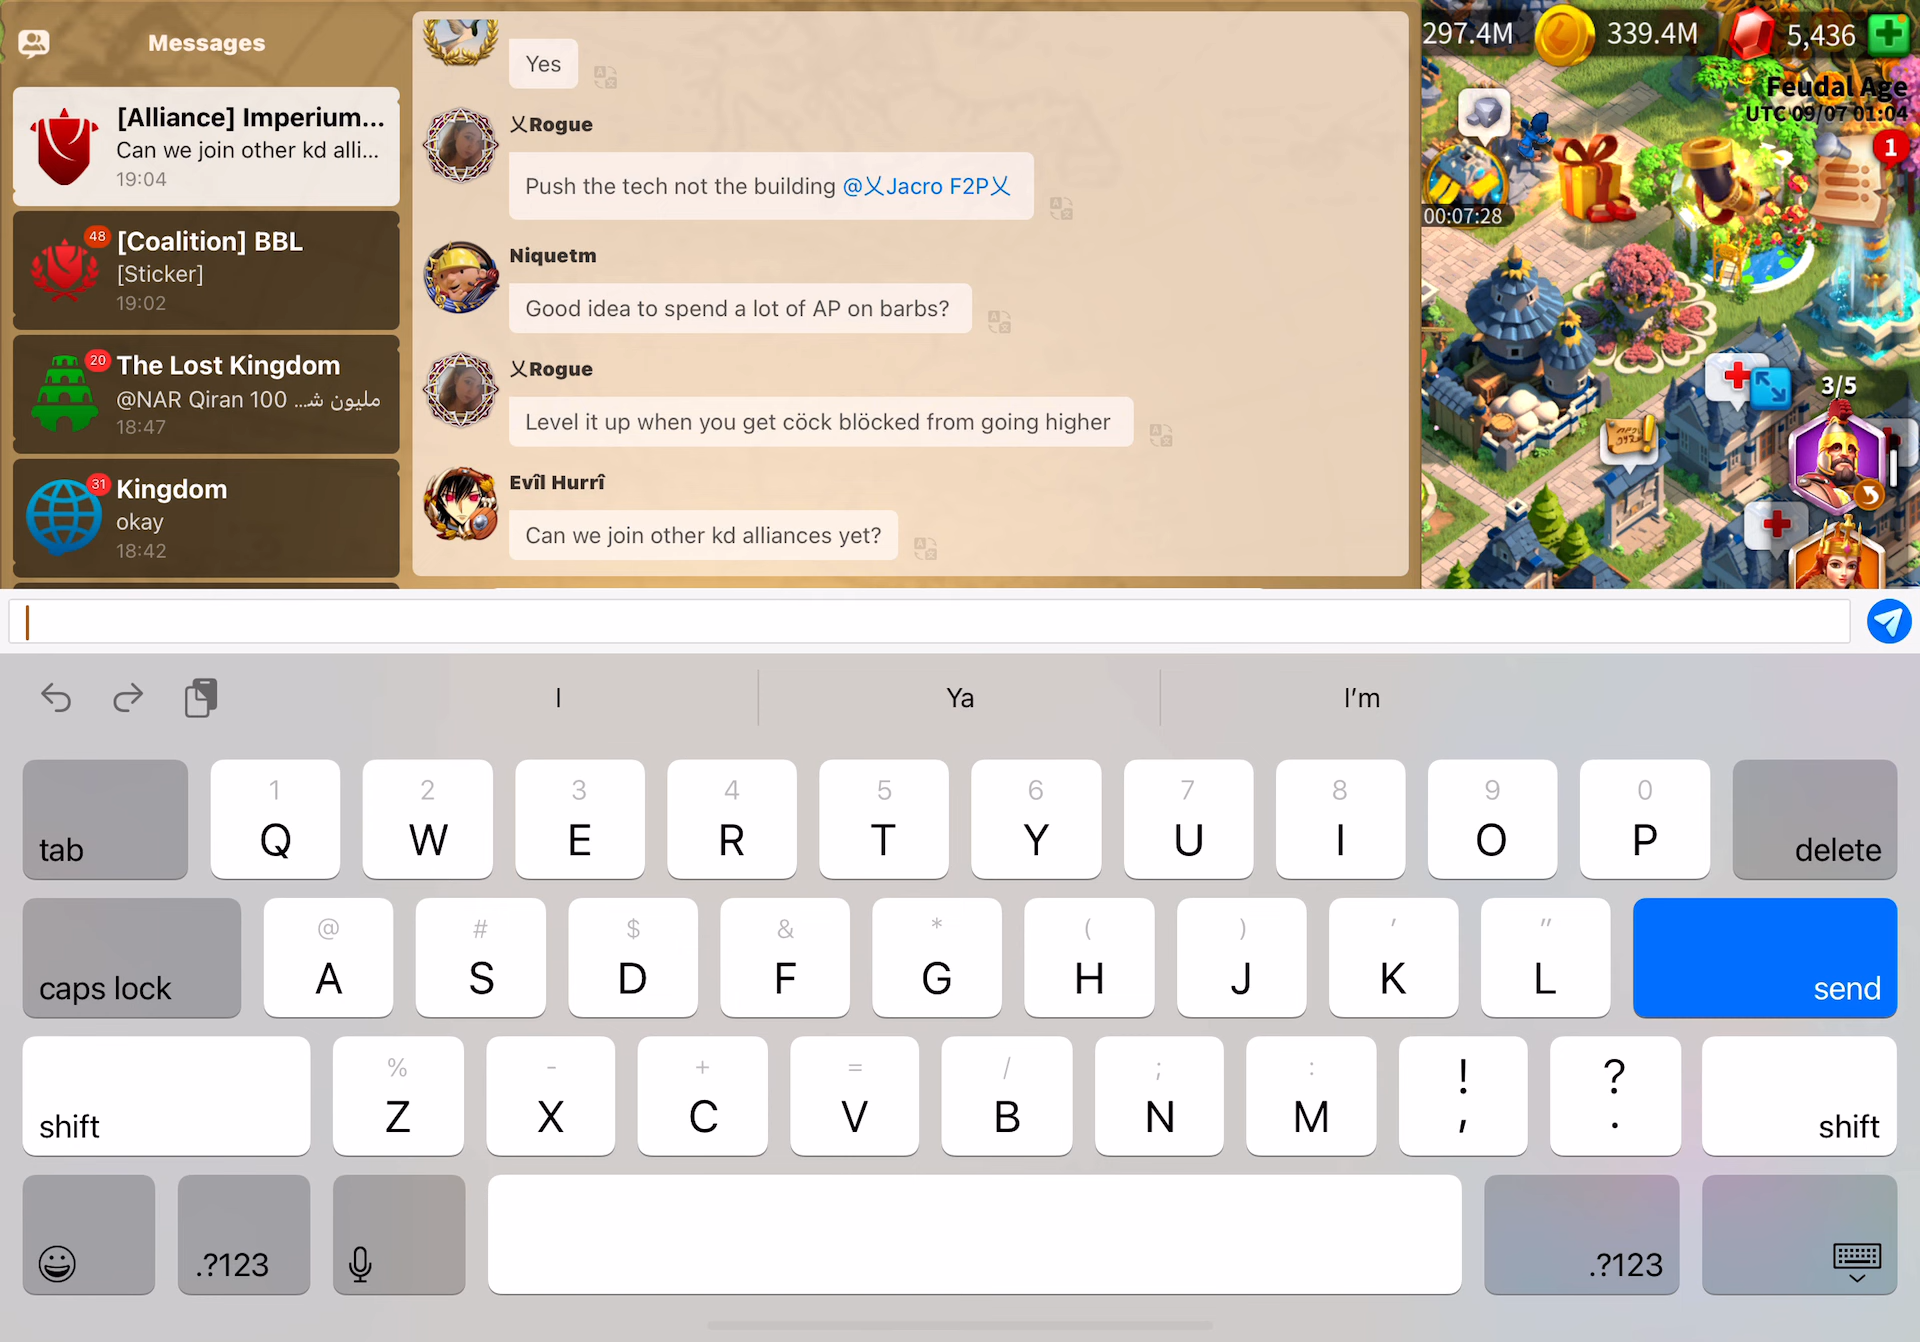 Messages
[Alliance] Imperium...
Can we join other kd alli...
19:04
48
[Coalition] BBL
[Sticker]
19:02
20
The Lost Kingdom
@NAR Qiran 100 مليون شـ...
18:47
31
Kingdom
okay
18:42
Yes
乂Rogue
Push the tech not the building @乂Jacro F2P乂
Niquetm
Good idea to spend a lot of AP on barbs?
乂Rogue
Level it up when you get cöck blöcked from going higher
Evîl Hurrî
Can we join other kd alliances yet?
297.4M
339.4M
5,436
Feudal Age
UTC 09/07 01:04
1
00:07:28
3/5
I
Ya
I'm
tab
1 2 3 4 5 6 7 8 9 0
Q W E R T Y U I O P
delete
@ # $ & * ( ) ' "
caps lock
A S D F G H J K L
send
% - + = / ; : ! ?
shift
Z X C V B N M , .
shift
.?123
.?123